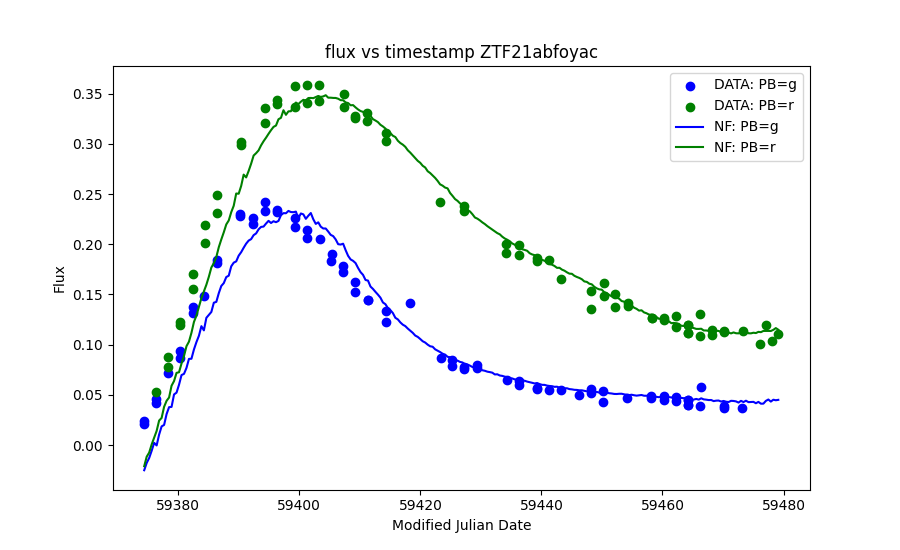 flux vs timestamp ZTF21abfoyac
DATA: PB=g
DATA: PB=r
NF: PB=g
NF: PB=r
Flux
0.35
0.30
0.25
0.20
0.15
0.10
0.05
0.00
59380 59400 59420 59440 59460 59480
Modified Julian Date